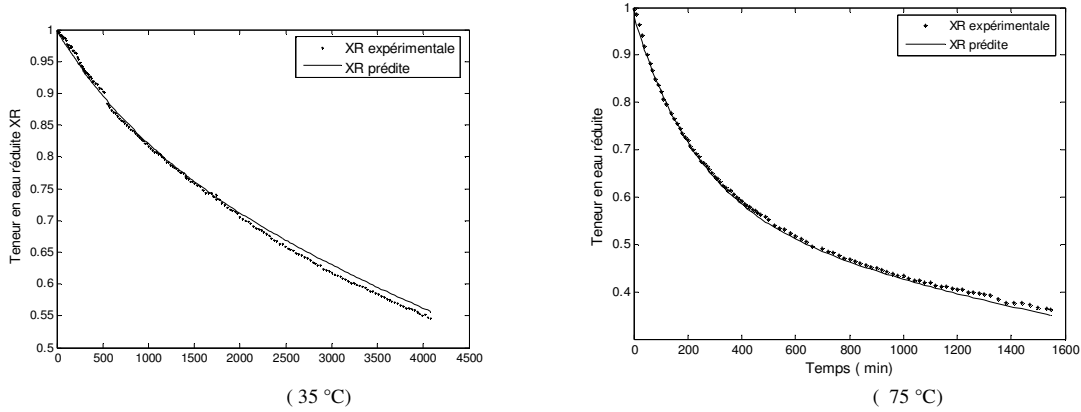 XR expérimentale
XR prédite
Teneur en eau réduite XR
1
0.95
0.9
0.85
0.8
0.75
0.7
0.65
0.6
0.55
0.5
0 500 1000 1500 2000 2500 3000 3500 4000 4500
( 35 °C)
XR expérimentale
XR prédite
Teneur en eau réduite
1
0.9
0.8
0.7
0.6
0.5
0.4
0 200 400 600 800 1000 1200 1400 1600
Temps ( min)
( 75 °C)